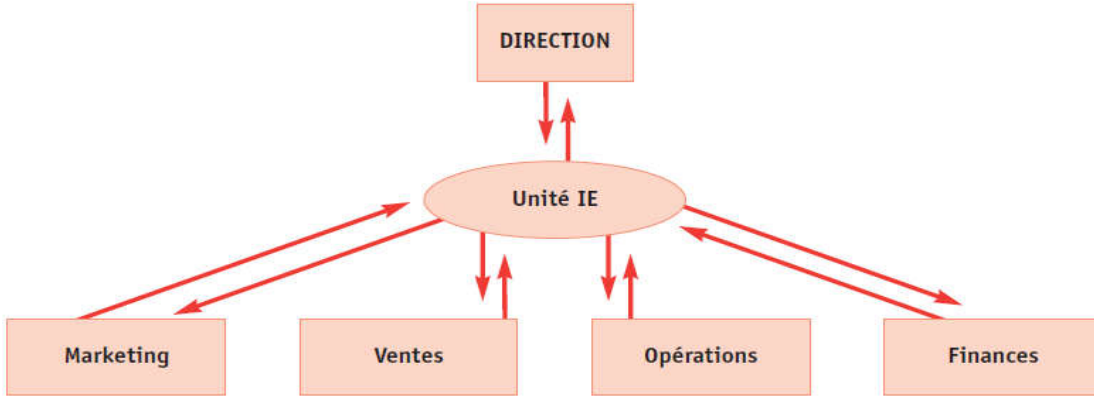 DIRECTION
Unité IE
Marketing
Ventes
Opérations
Finances